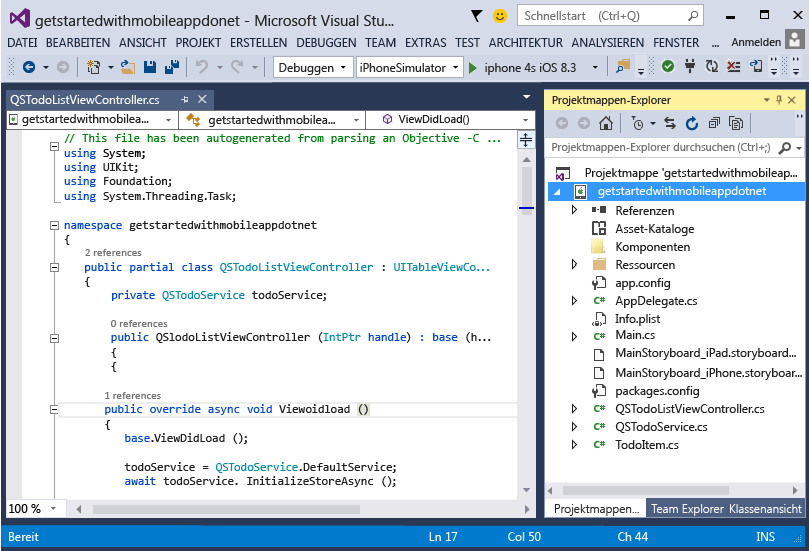 getstartedwithmobileappdonet - Microsoft Visual Stu...
Schnellstart (Ctrl+Q)
DATEI BEARBEITEN ANSICHT PROJEKT ERSTELLEN DEBUGGEN TEAM EXTRAS TEST ARCHITEKTUR ANALYSIEREN FENSTER ... Anmelden
Debuggen iPhoneSimulator iphone 4s iOS 8.3
QSTodoListViewController.cs
getstartedwithmobilea... getstartedwithmobilea... ViewDidLoad()
// This file has been autogenerated from parsing an Objective -C ...
using System;
using UIKit;
using Foundation;
using System.Threading.Task;
namespace getstartedwithmobileappdotnet
{
2 references
public partial class QSTodoListViewController : UITableViewCo...
{
private QSTodoService todoService;
0 references
public QSlodoListViewController (IntPtr handle) : base (h...
{
{
1 references
public override async void Viewoidload ()
{
base.ViewDidLoad ();
todoService = QSTodoService.DefaultService;
await todoService. InitializeStoreAsync ();
100 %
Projektmappen-Explorer
Projektmappen-Explorer durchsuchen (Ctrl+;)
Projektmappe 'getstartedwithmobileap...
getstartedwithmobileappdotnet
Referenzen
Asset-Kataloge
Komponenten
Ressourcen
app.config
C# AppDelegate.cs
Info.plist
C# Main.cs
MainStoryboard_iPad.storyboard...
MainStoryboard_iPhone.storyboar...
packages.config
C# QSTodoListViewController.cs
C# QSTodoService.cs
C# TodoItem.cs
Projektmappen... Team Explorer Klassenansicht
Bereit Ln 17 Col 50 Ch 44 INS